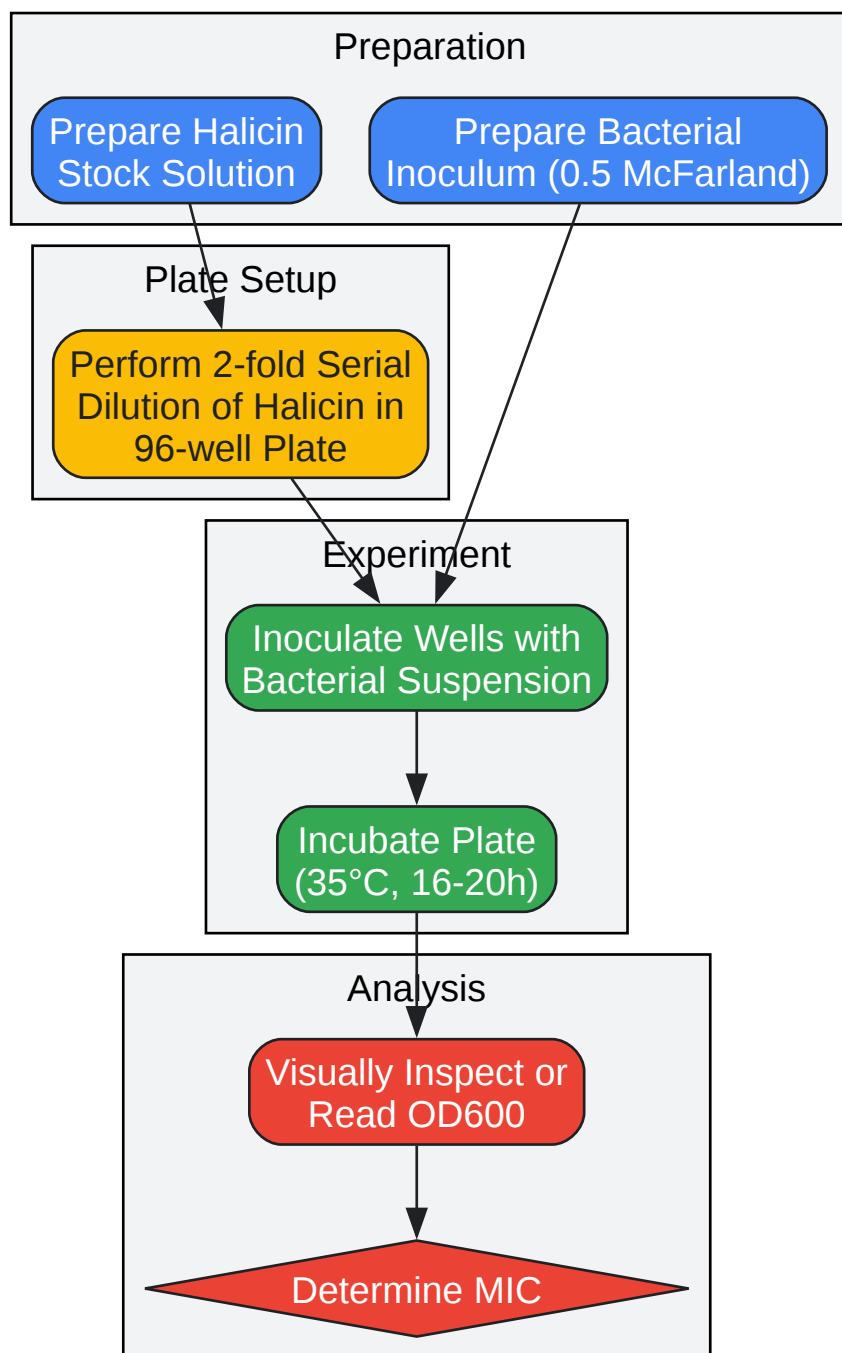 Preparation
Prepare Halicin
Stock Solution
Prepare Bacterial
Inoculum (0.5 McFarland)
Plate Setup
Perform 2-fold Serial
Dilution of Halicin in
96-well Plate
Experiment
Inoculate Wells with
Bacterial Suspension
Incubate Plate
(35°C, 16-20h)
Analysis
Visually Inspect or
Read OD600
Determine MIC